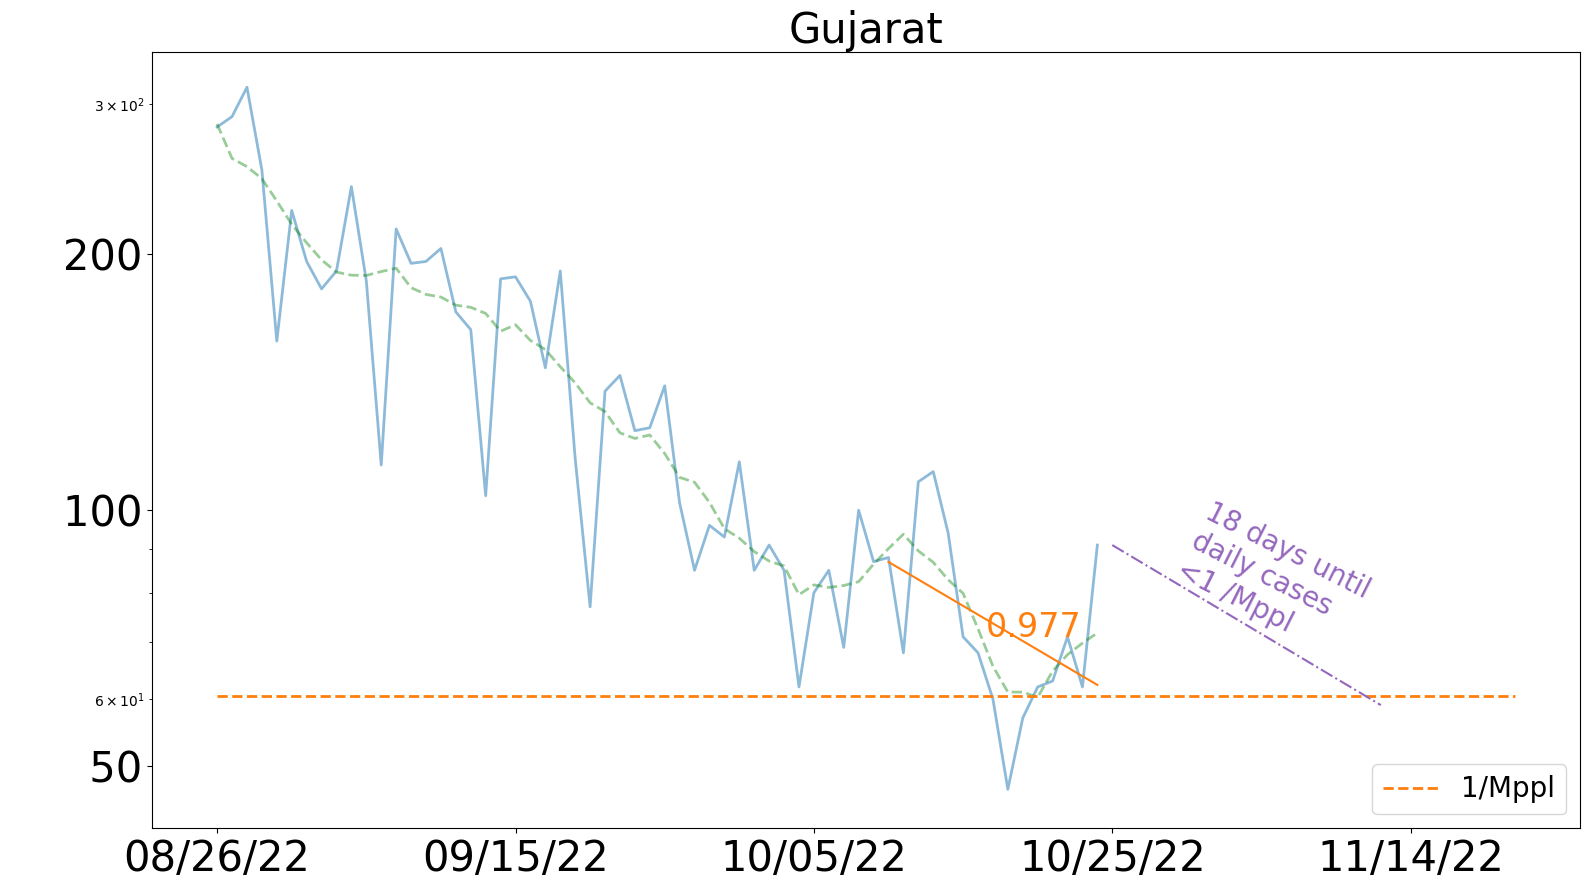 Gujarat
3 × 10²
200
100
6 × 10¹
50
0.977
18 days until
daily cases
<1 /Mppl
1/Mppl
08/26/22
09/15/22
10/05/22
10/25/22
11/14/22